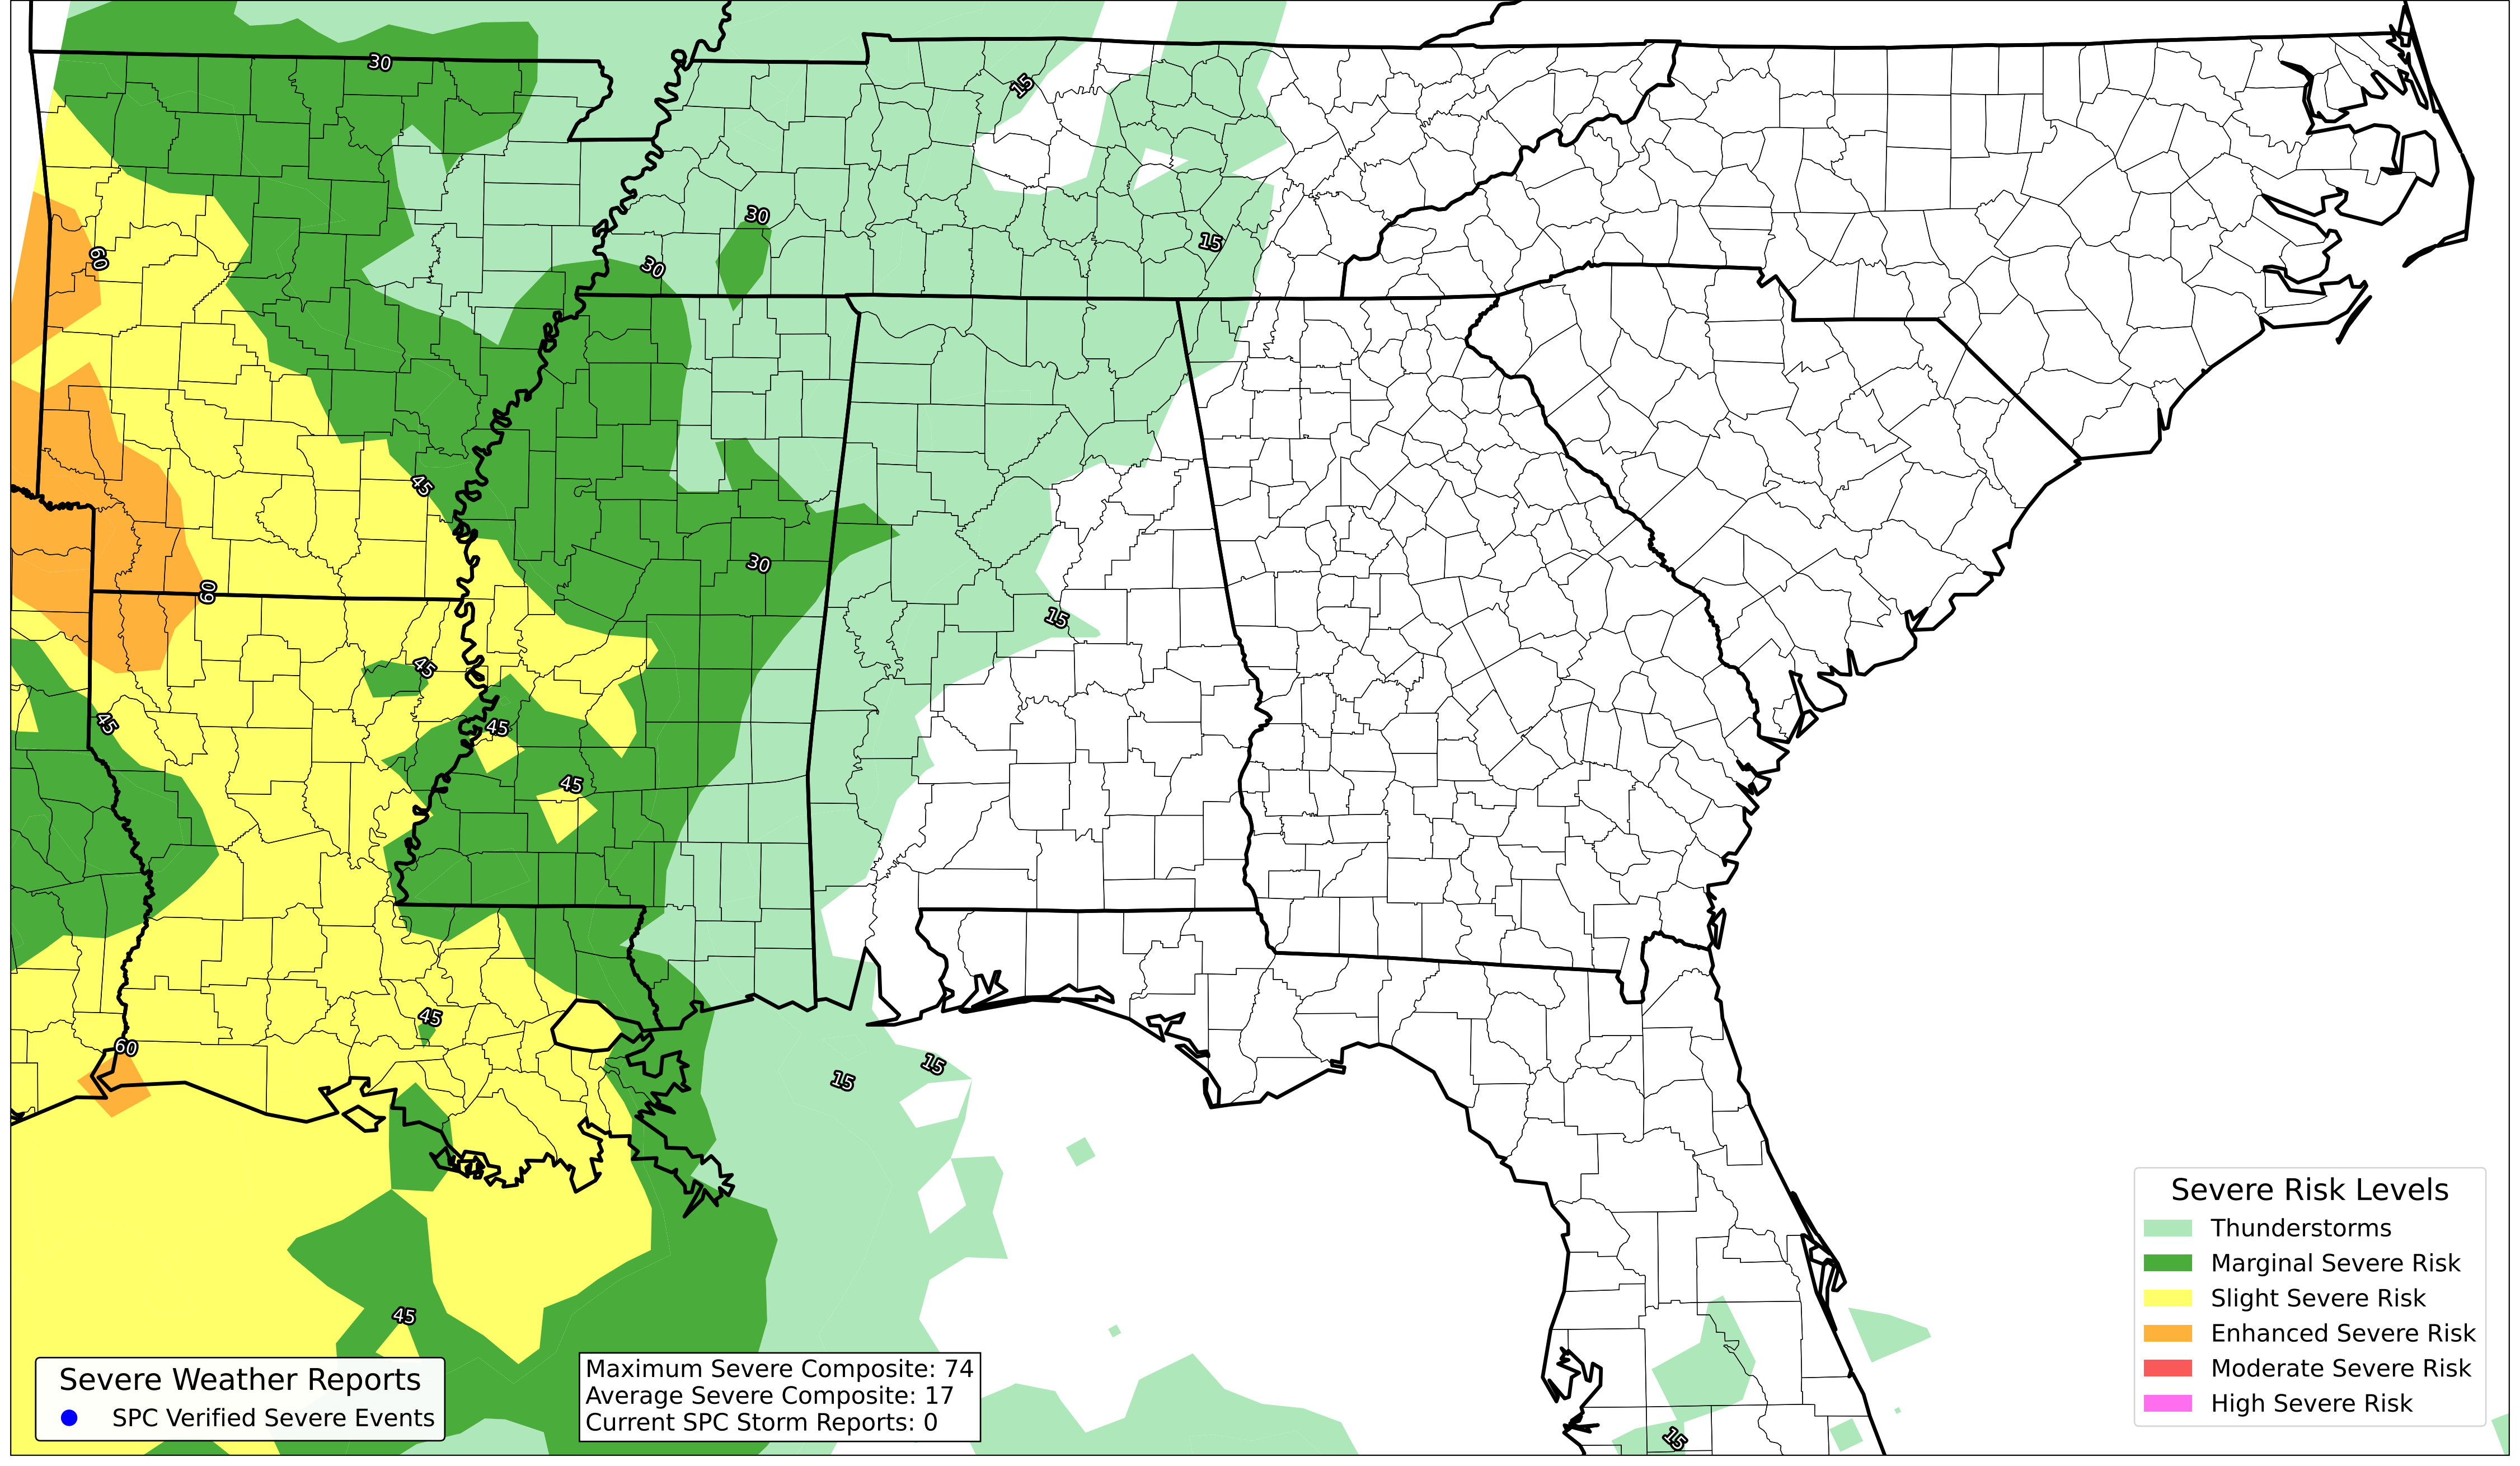 30
15
30
15
30
60
45
30
60
15
45
45
45
45
45
60
15
15
45
15
Severe Risk Levels
Thunderstorms
Marginal Severe Risk
Slight Severe Risk
Enhanced Severe Risk
Moderate Severe Risk
High Severe Risk
Severe Weather Reports
SPC Verified Severe Events
Maximum Severe Composite: 74
Average Severe Composite: 17
Current SPC Storm Reports: 0